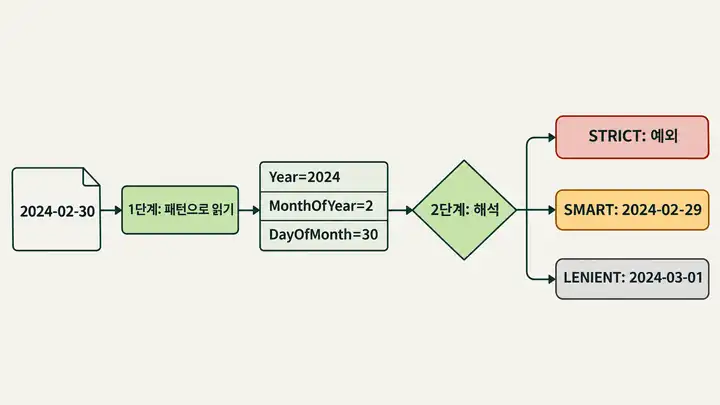 2024-02-30
1단계: 패턴으로 읽기
Year=2024
MonthOfYear=2
DayOfMonth=30
2단계: 해석
STRICT: 예외
SMART: 2024-02-29
LENIENT: 2024-03-01